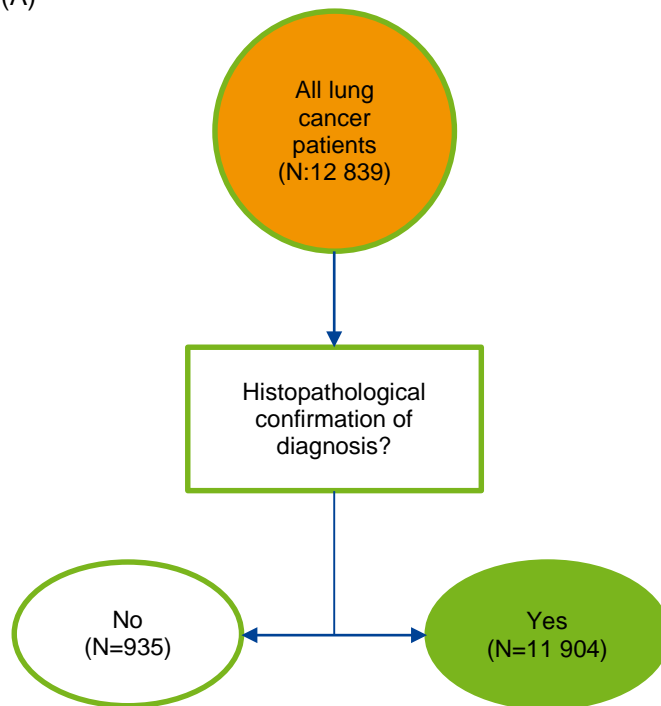 (A)
All lung
cancer
patients
(N:12 839)
Histopathological
confirmation of
diagnosis?
No
(N=935)
Yes
(N=11 904)